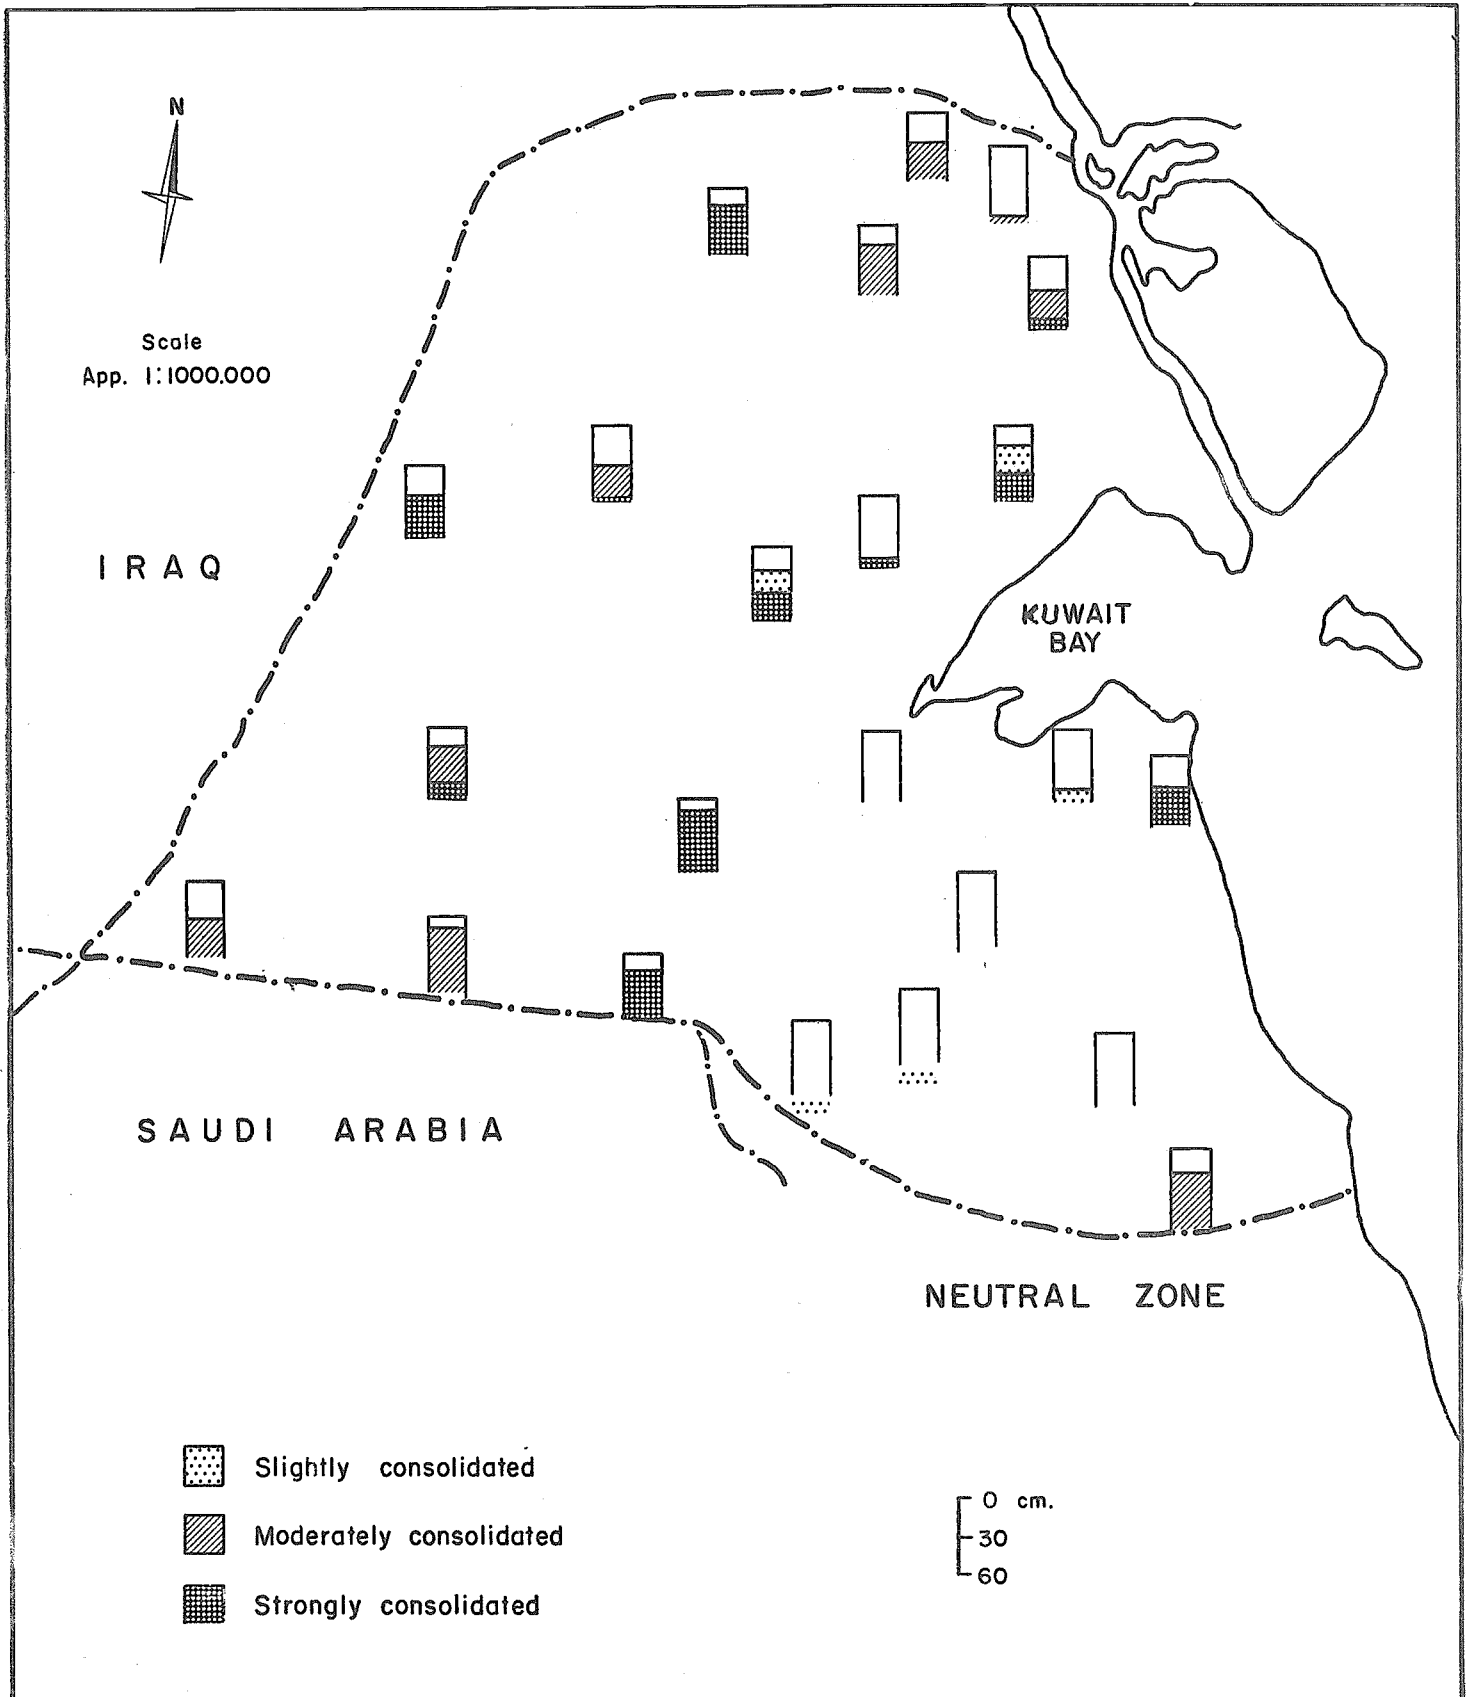 N
Scale
App. 1:1000.000
IRAQ
KUWAIT
BAY
SAUDI ARABIA
NEUTRAL ZONE
Slightly consolidated
Moderately consolidated
Strongly consolidated
0 cm.
30
60